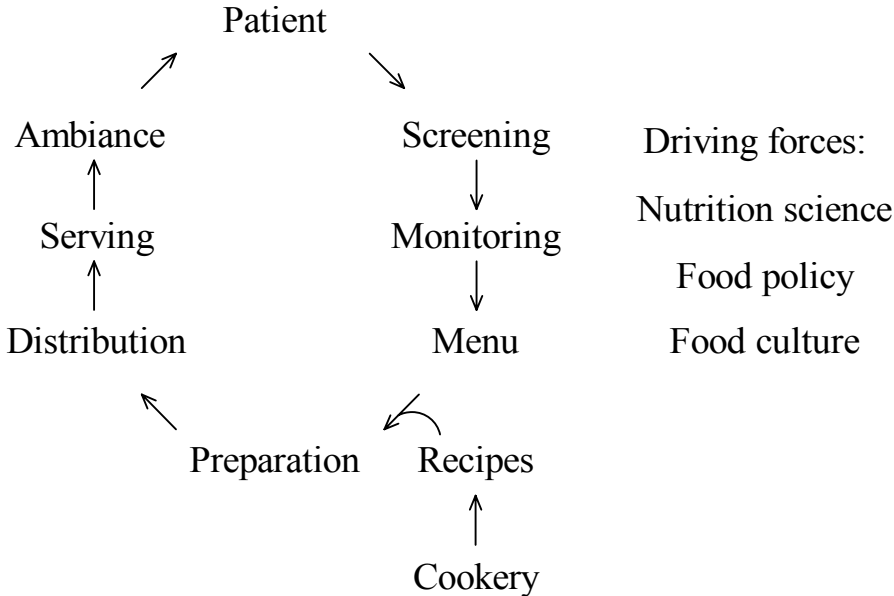 Patient
Ambiance
Screening
Driving forces:
Serving
Monitoring
Nutrition science
Food policy
Distribution
Menu
Food culture
Preparation
Recipes
Cookery